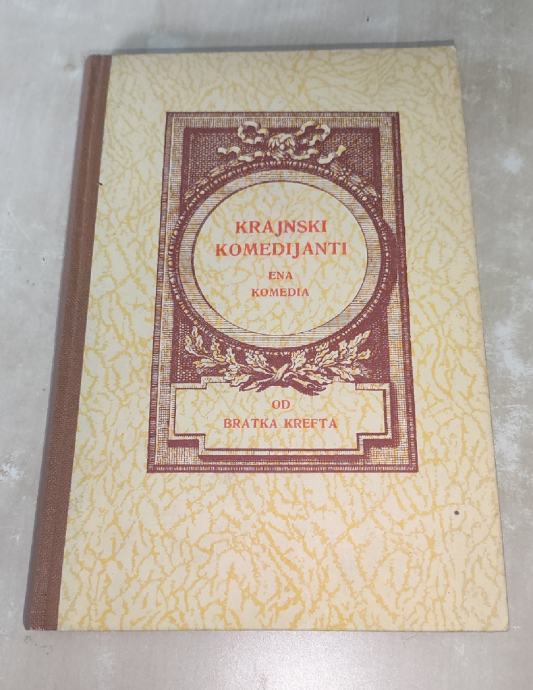 KRAJNSKI
KOMEDIJANTI
ENA
KOMEDIA
OD
BRATKA KREFTA